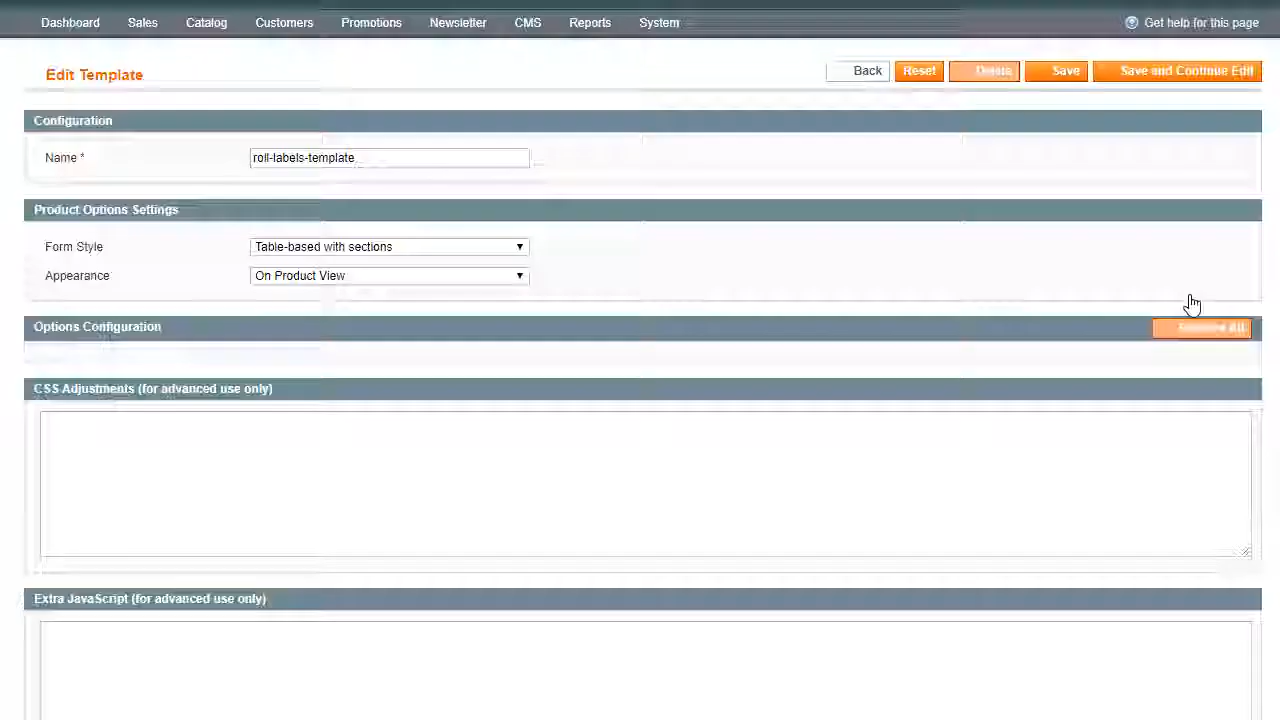 Dashboard Sales Catalog Customers Promotions Newsletter CMS Reports System Get help for this page
Edit Template Back Reset Delete Save Save and Continue Edit
Configuration
Name * roll-labels-template
Product Options Settings
Form Style Table-based with sections
Appearance On Product View
Options Configuration All
CSS Adjustments (for advanced use only)
Extra JavaScript (for advanced use only)